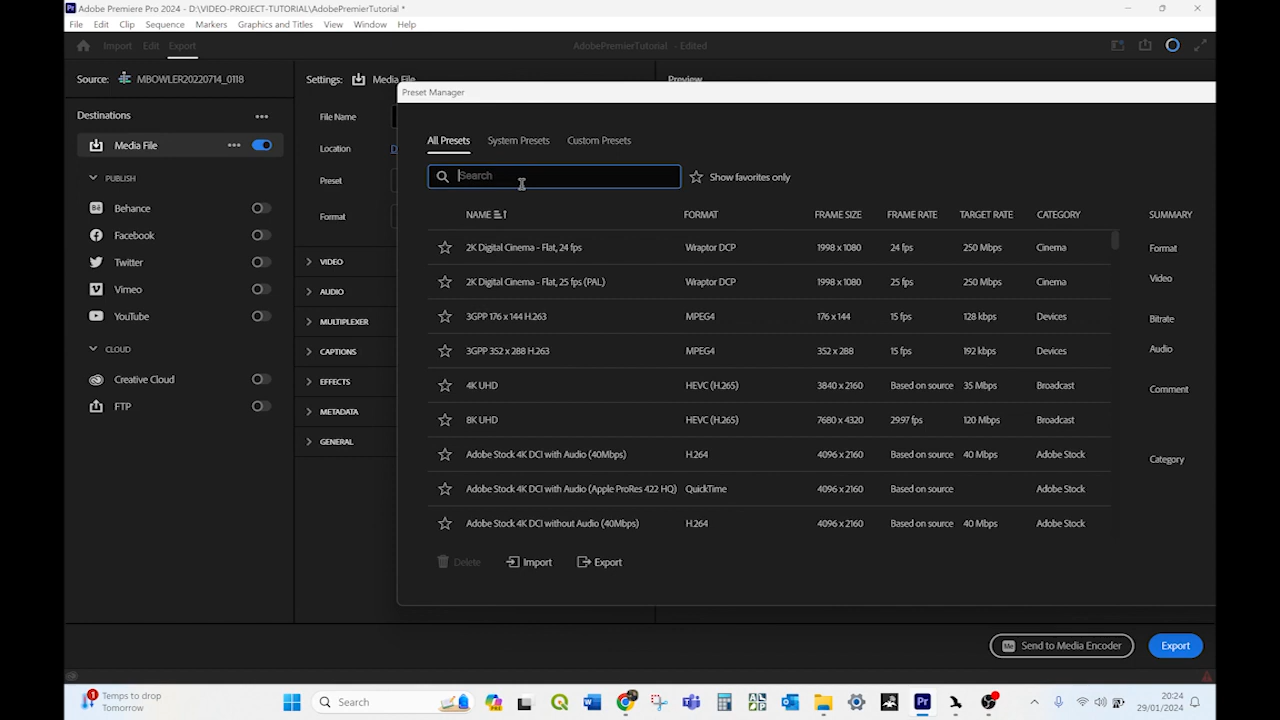 Adobe Premiere Pro 2024 - D:\VIDEO-PROJECT-TUTORIAL\AdobePremierTutorial *
File Edit Clip Sequence Markers Graphics and Titles View Window Help
Import Edit Export
AdobePremierTutorial - Edited
Source: MBOWLER20220714_0118
Settings: Media File
Preview
Preset Manager
Destinations
File Name
All Presets System Presets Custom Presets
Media File
Location
Search
Show favorites only
PUBLISH
Preset
Behance
Format
NAME FORMAT FRAME SIZE FRAME RATE TARGET RATE CATEGORY SUMMARY
Facebook
2K Digital Cinema - Flat, 24 fps Wraptor DCP 1998 x 1080 24 fps 250 Mbps Cinema Format
Twitter
VIDEO
2K Digital Cinema - Flat, 25 fps (PAL) Wraptor DCP 1998 x 1080 25 fps 250 Mbps Cinema Video
Vimeo
AUDIO
YouTube
MULTIPLEXER
3GPP 176 x 144 H.263 MPEG4 176 x 144 15 fps 128 kbps Devices Bitrate
CLOUD
CAPTIONS
3GPP 352 x 288 H.263 MPEG4 352 x 288 15 fps 192 kbps Devices Audio
Creative Cloud
EFFECTS
4K UHD HEVC (H.265) 3840 x 2160 Based on source 35 Mbps Broadcast Comment
FTP
METADATA
8K UHD HEVC (H.265) 7680 x 4320 29.97 fps 120 Mbps Broadcast
GENERAL
Adobe Stock 4K DCI with Audio (40Mbps) H.264 4096 x 2160 Based on source 40 Mbps Adobe Stock Category
Adobe Stock 4K DCI with Audio (Apple ProRes 422 HQ) QuickTime 4096 x 2160 Based on source Adobe Stock
Adobe Stock 4K DCI without Audio (40Mbps) H.264 4096 x 2160 Based on source 40 Mbps Adobe Stock
Delete Import Export
Send to Media Encoder Export
Temps to drop
Tomorrow
Search
20:24
29/01/2024